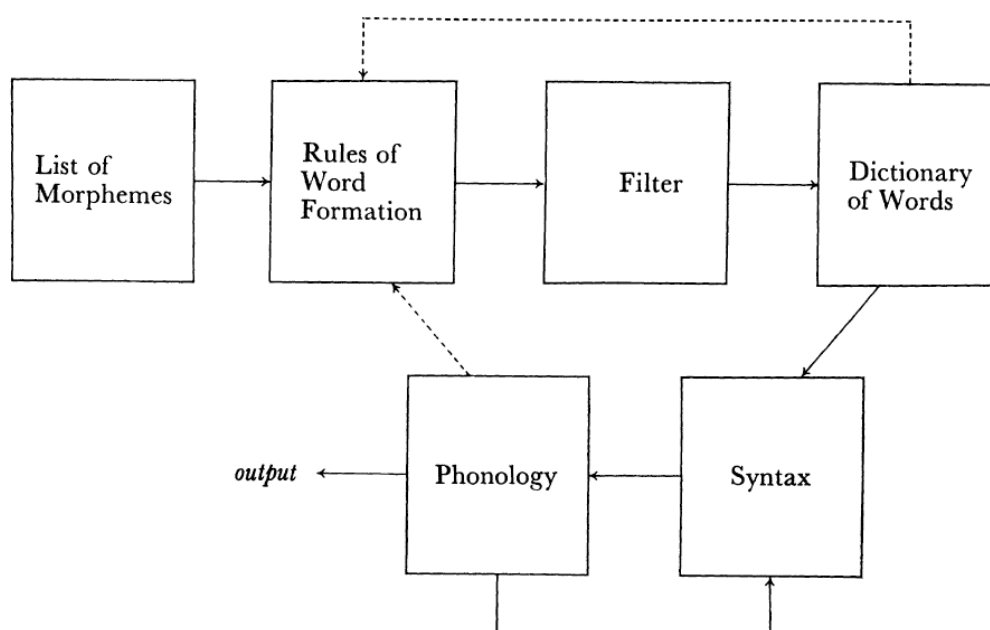 List of
Morphemes
Rules of
Word
Formation
Filter
Dictionary
of Words
output
Phonology
Syntax